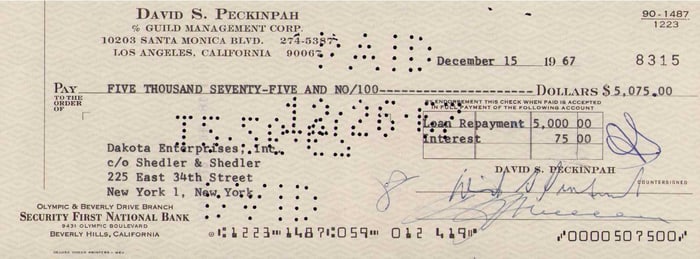 DAVID S. PECKINPAH
% GUILD MANAGEMENT CORP.
10203 SANTA MONICA BLVD. 274-5387
LOS ANGELES, CALIFORNIA 90067
90-1487
1223
PAID
December 15 1967
8315
PAY FIVE THOUSAND SEVENTY-FIVE AND NO/100---------------------- DOLLARS $ 5,075.00
TO THE
ORDER
OF
ENDORSEMENT THIS CHECK WHEN PAID IS ACCEPTED
IN FULL PAYMENT OF THE FOLLOWING ACCOUNT
Loan Repayment 5,000 00
Interest 75 00
Dakota Enterprises, Inc.
c/o Shedler & Shedler
225 East 34th Street
New York 1, New York
DAVID S. PECKINPAH
COUNTERSIGNED
OLYMPIC & BEVERLY DRIVE BRANCH
SECURITY FIRST NATIONAL BANK
9431 OLYMPIC BOULEVARD
BEVERLY HILLS, CALIFORNIA
⑆1223⑉1487⑆059⑉ 012 419⑈
⑈0000507500⑈